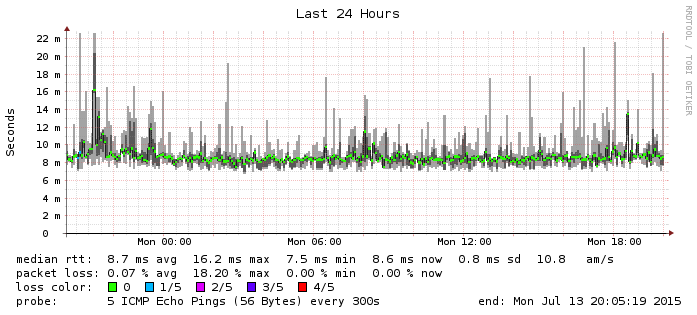 Last 24 Hours
RRDTOOL / TOBI OETIKER
Seconds
22 m
20 m
18 m
16 m
14 m
12 m
10 m
8 m
6 m
4 m
2 m
0
Mon 00:00 Mon 06:00 Mon 12:00 Mon 18:00
median rtt: 8.7 ms avg 16.2 ms max 7.5 ms min 8.6 ms now 0.8 ms sd 10.8 am/s
packet loss: 0.07 % avg 18.20 % max 0.00 % min 0.00 % now
loss color: 0 1/5 2/5 3/5 4/5
probe: 5 ICMP Echo Pings (56 Bytes) every 300s end: Mon Jul 13 20:05:19 2015